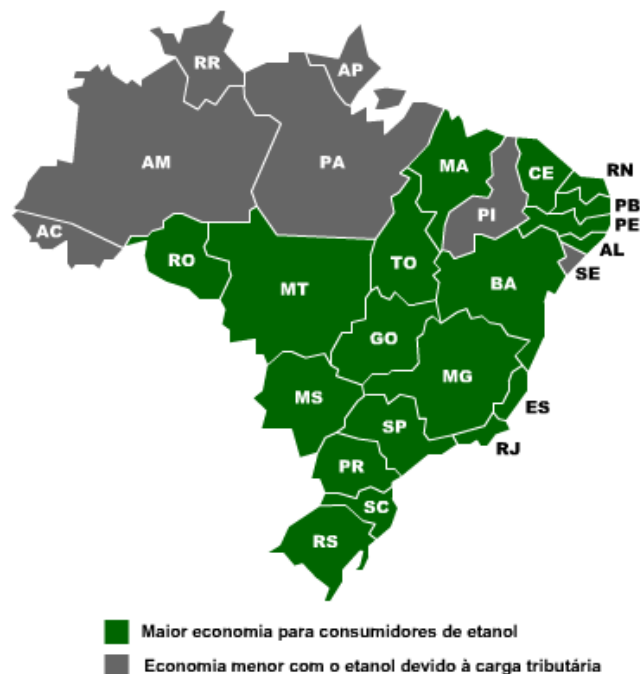 RR
AP
AM
PA
MA
CE
RN
PI
PB
PE
AC
AL
RO
TO
SE
MT
BA
GO
MG
MS
ES
SP
RJ
PR
SC
RS
Maior economia para consumidores de etanol
Economia menor com o etanol devido à carga tributária